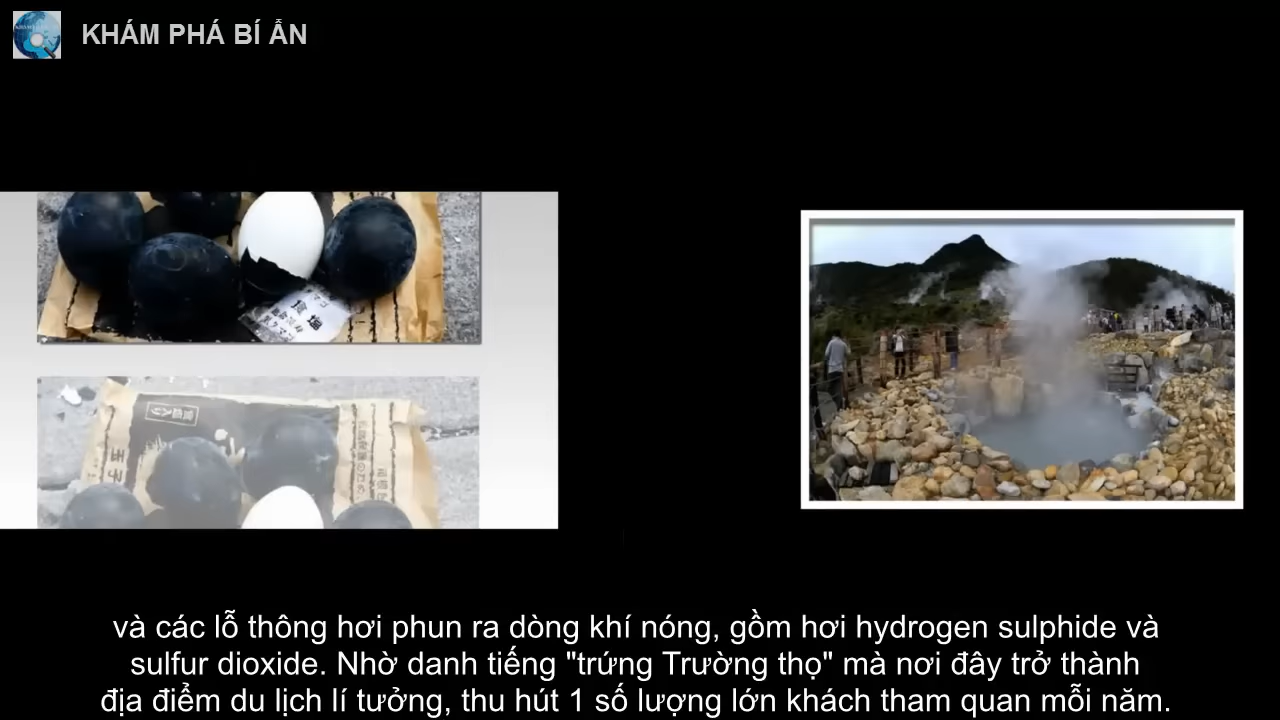 KHÁM PHÁ BÍ ẨN
và các lỗ thông hơi phun ra dòng khí nóng, gồm hơi hydrogen sulphide và
sulfur dioxide. Nhờ danh tiếng "trứng Trường thọ" mà nơi đây trở thành
địa điểm du lịch lí tưởng, thu hút 1 số lượng lớn khách tham quan mỗi năm.